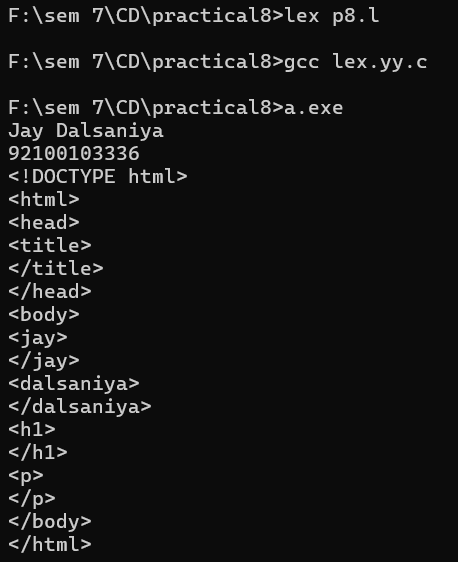 F:\sem 7\CD\practical8>lex p8.l
F:\sem 7\CD\practical8>gcc lex.yy.c
F:\sem 7\CD\practical8>a.exe
Jay Dalsaniya
92100103336
<!DOCTYPE html>
<html>
<head>
<title>
</title>
</head>
<body>
<jay>
</jay>
<dalsaniya>
</dalsaniya>
<h1>
</h1>
<p>
</p>
</body>
</html>